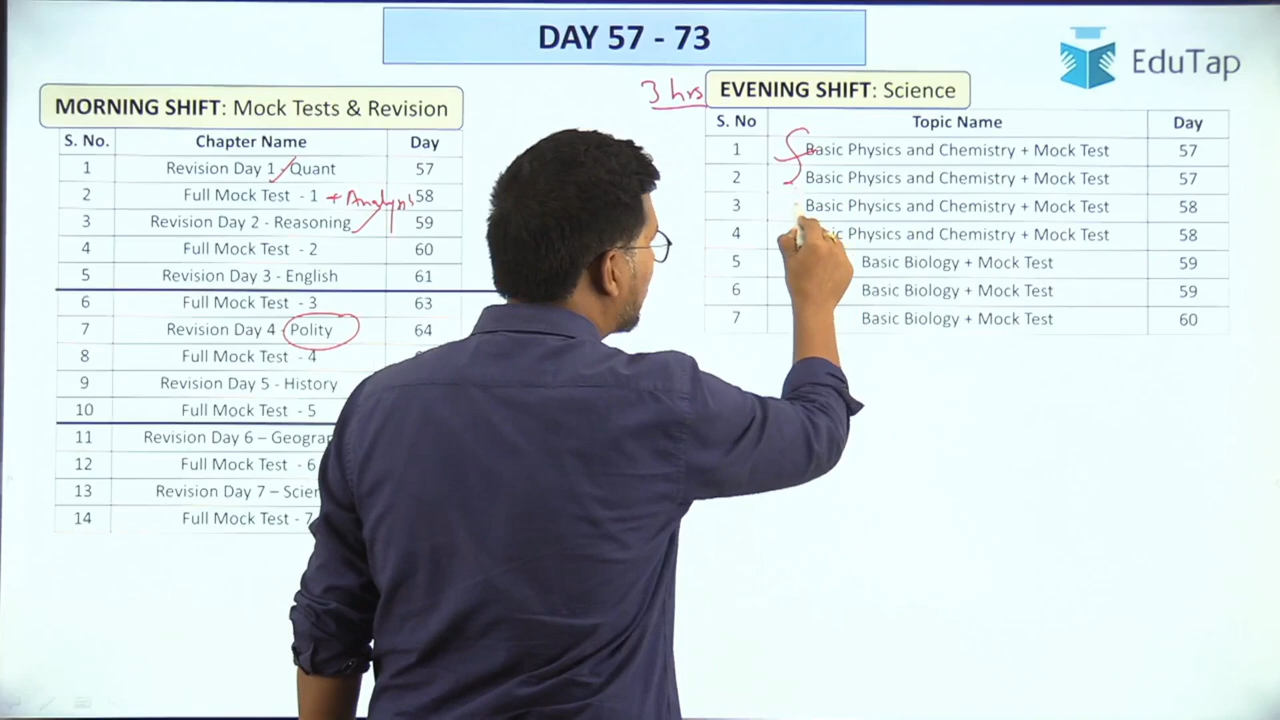 DAY 57 - 73
EduTap
MORNING SHIFT: Mock Tests & Revision
S. No. Chapter Name Day
1 Revision Day 1 - Quant 57
2 Full Mock Test - 1 + Analysis 58
3 Revision Day 2 - Reasoning 59
4 Full Mock Test - 2 60
5 Revision Day 3 - English 61
6 Full Mock Test - 3 63
7 Revision Day 4 - Polity 64
8 Full Mock Test - 4
9 Revision Day 5 - History
10 Full Mock Test - 5
11 Revision Day 6 –
12 Full Mock Test - 6
13 Revision Day 7 –
14 Full Mock Test - 7
3 hrs
EVENING SHIFT: Science
S. No Topic Name Day
1 Basic Physics and Chemistry + Mock Test 57
2 Basic Physics and Chemistry + Mock Test 57
3 Basic Physics and Chemistry + Mock Test 58
4 Physics and Chemistry + Mock Test 58
5 Basic Biology + Mock Test 59
6 Basic Biology + Mock Test 59
7 Basic Biology + Mock Test 60